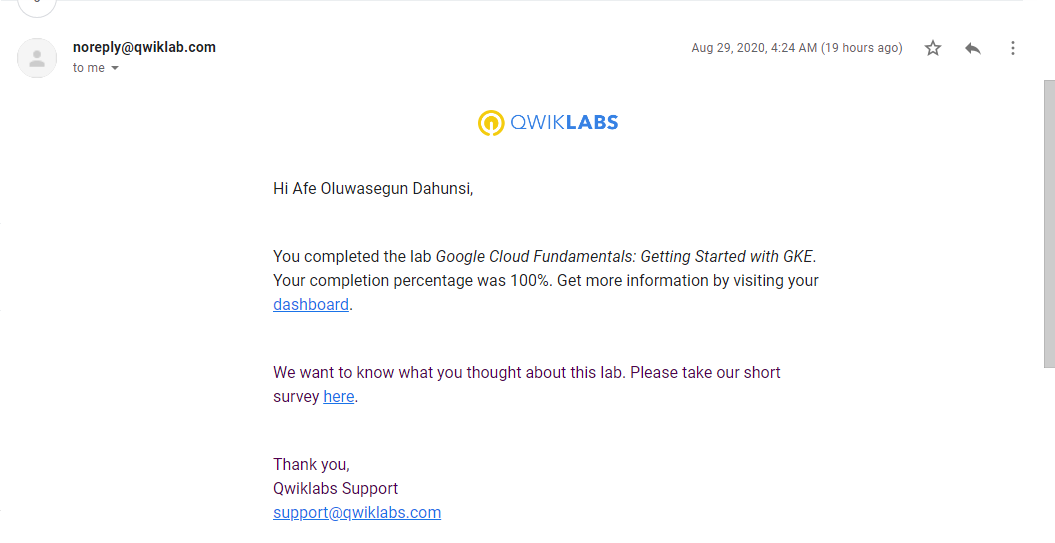 noreply@qwiklab.com
Aug 29, 2020, 4:24 AM (19 hours ago)
to me
QWIKLABS
Hi Afe Oluwasegun Dahunsi,
You completed the lab Google Cloud Fundamentals: Getting Started with GKE.
Your completion percentage was 100%. Get more information by visiting your
dashboard.
We want to know what you thought about this lab. Please take our short
survey here.
Thank you,
Qwiklabs Support
support@qwiklabs.com